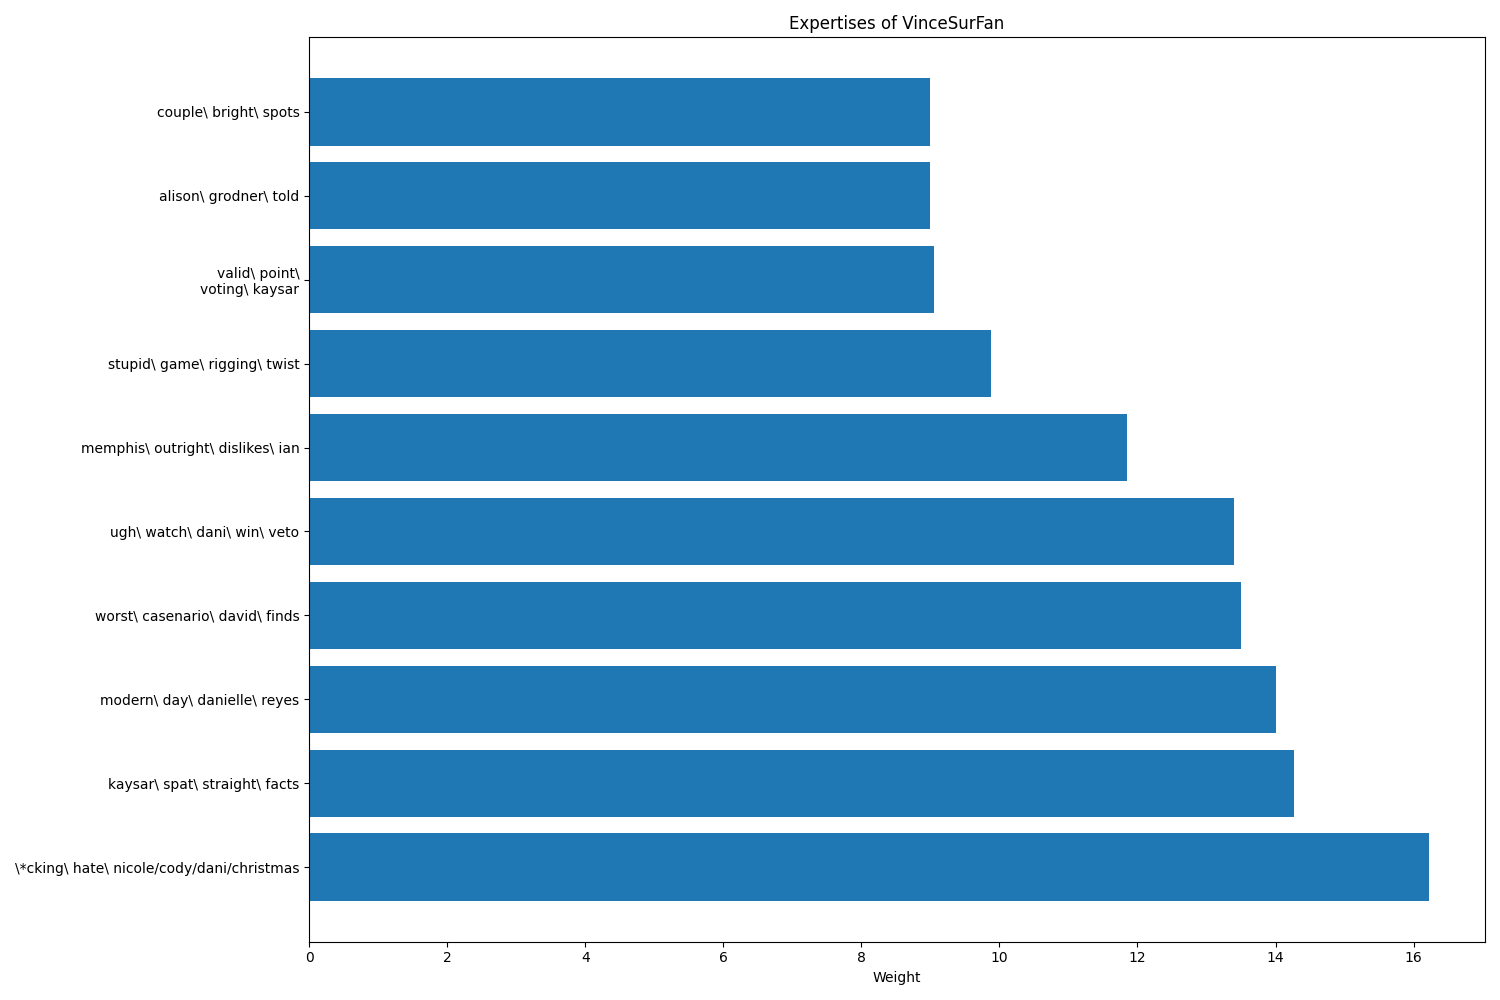 Expertises of VinceSurFan
couple\ bright\ spots
alison\ grodner\ told
valid\ point\
voting\ kaysar
stupid\ game\ rigging\ twist
memphis\ outright\ dislikes\ ian
ugh\ watch\ dani\ win\ veto
worst\ casenario\ david\ finds
modern\ day\ danielle\ reyes
kaysar\ spat\ straight\ facts
\*cking\ hate\ nicole/cody/dani/christmas
0 2 4 6 8 10 12 14 16
Weight